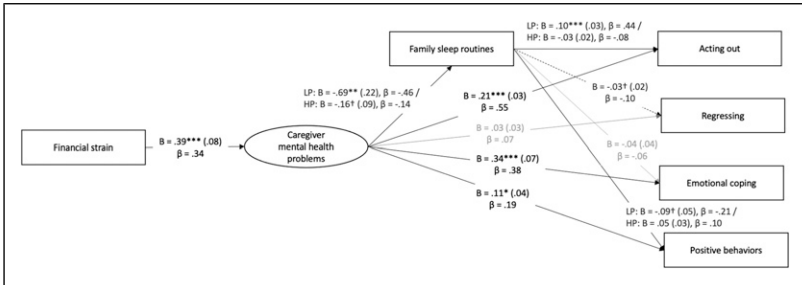 LP: B = .10*** (.03), β = .44 /
HP: B = -.03 (.02), β = -.08
Family sleep routines
Acting out
LP: B = -.69** (.22), β = -.46 /
HP: B = -.16† (.09), β = -.14
B = .21*** (.03)
β = .55
B = -.03† (.02)
β = -.10
Regressing
Financial strain
B = .39*** (.08)
β = .34
Caregiver
mental health
problems
B = .03 (.03)
β = .07
B = -.04 (.04)
β = -.06
B = .34*** (.07)
β = .38
Emotional coping
B = .11* (.04)
β = .19
LP: B = -.09† (.05), β = -.21 /
HP: B = .05 (.03), β = .10
Positive behaviors